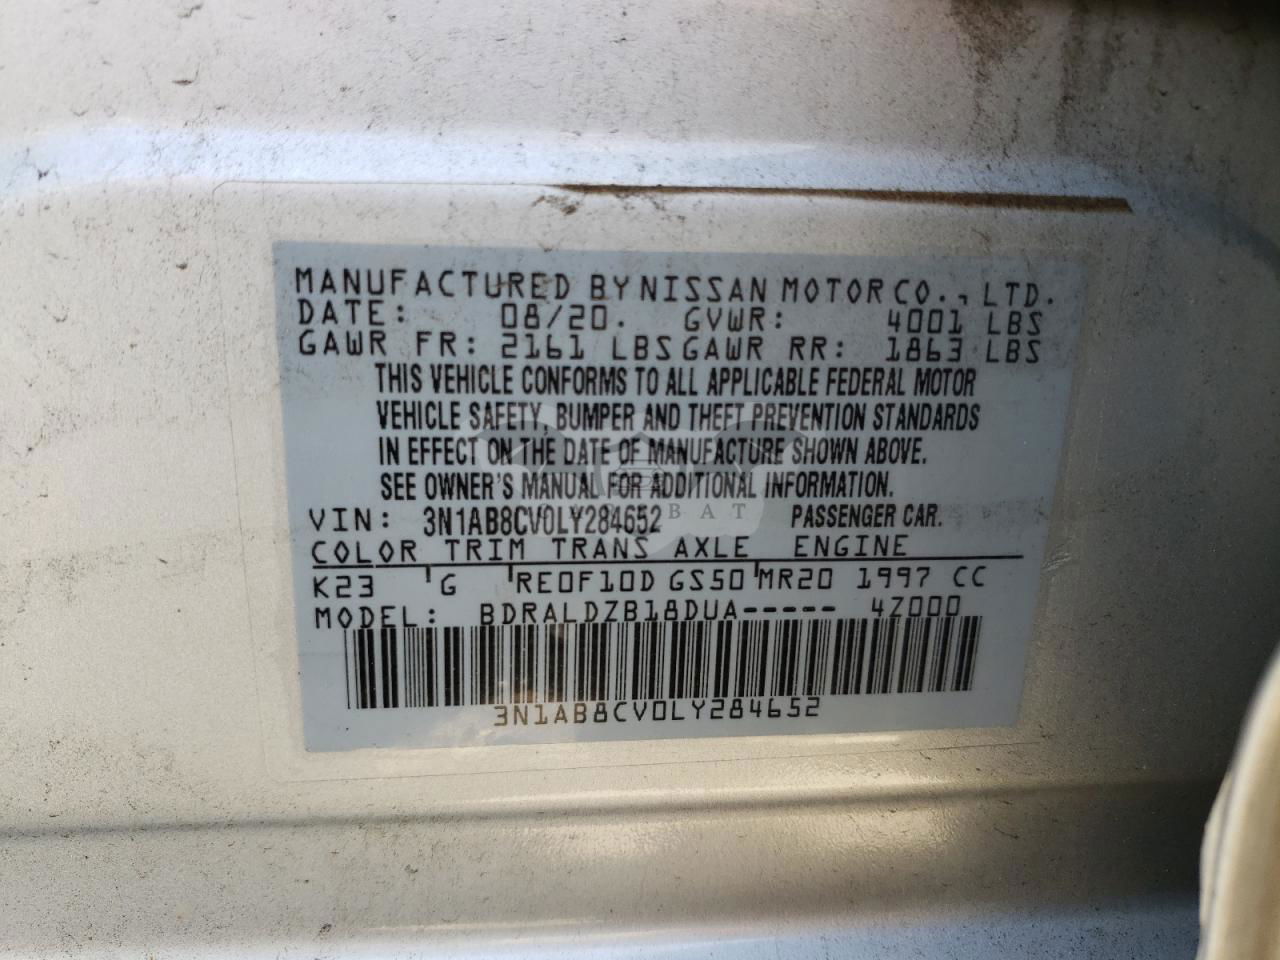 MANUFACTURED BY NISSAN MOTOR CO., LTD.
DATE: 08/20. GVWR: 4001 LBS
GAWR FR: 2161 LBS GAWR RR: 1863 LBS
THIS VEHICLE CONFORMS TO ALL APPLICABLE FEDERAL MOTOR
VEHICLE SAFETY, BUMPER AND THEFT PREVENTION STANDARDS
IN EFFECT ON THE DATE OF MANUFACTURE SHOWN ABOVE.
SEE OWNER'S MANUAL FOR ADDITIONAL INFORMATION.
VIN: 3N1AB8CV0LY284652 PASSENGER CAR.
COLOR TRIM TRANS AXLE ENGINE
K23 G RE0F10D GS50 MR20 1997 CC
MODEL: BDRALDZB18DUA----- 4Z000
3N1AB8CV0LY284652